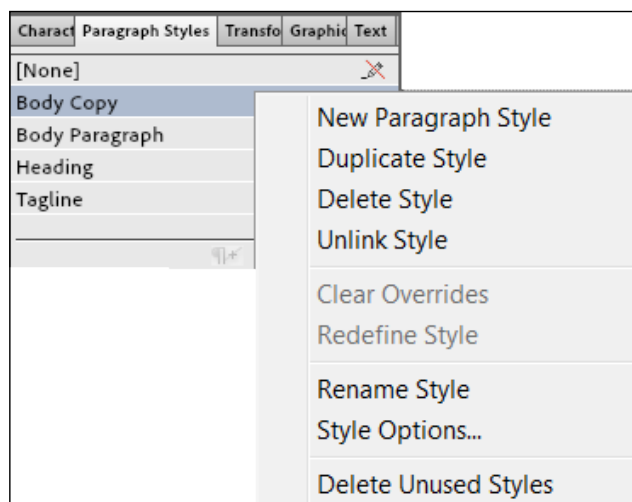 Charact Paragraph Styles Transfo Graphic Text
[None]
Body Copy
Body Paragraph
Heading
Tagline
New Paragraph Style
Duplicate Style
Delete Style
Unlink Style
Clear Overrides
Redefine Style
Rename Style
Style Options...
Delete Unused Styles